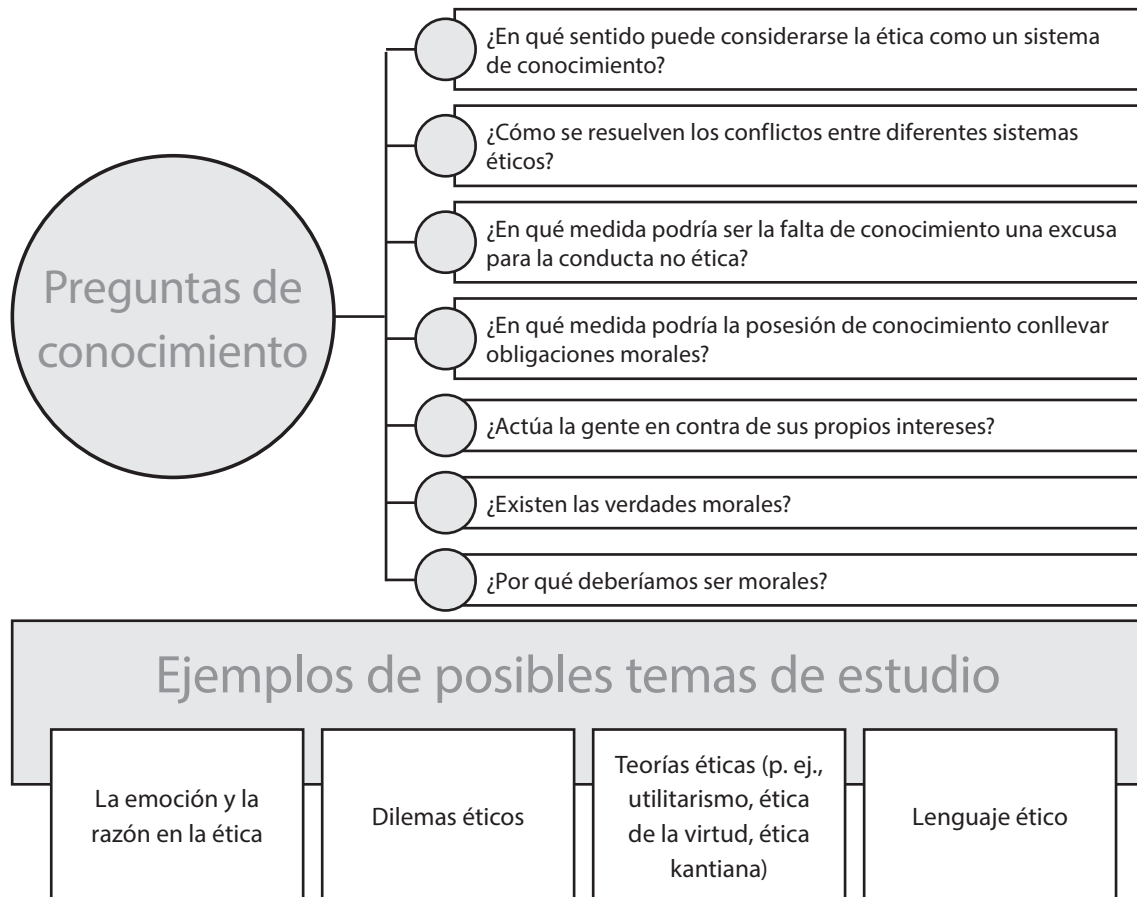 ¿En qué sentido puede considerarse la ética como un sistema
de conocimiento?
¿Cómo se resuelven los conflictos entre diferentes sistemas
éticos?
¿En qué medida podría ser la falta de conocimiento una excusa
para la conducta no ética?
Preguntas de
conocimiento
¿En qué medida podría la posesión de conocimiento conllevar
obligaciones morales?
¿Actúa la gente en contra de sus propios intereses?
¿Existen las verdades morales?
¿Por qué deberíamos ser morales?
Ejemplos de posibles temas de estudio
La emoción y la
razón en la ética
Dilemas éticos
Teorías éticas (p. ej.,
utilitarismo, ética
de la virtud, ética
kantiana)
Lenguaje ético